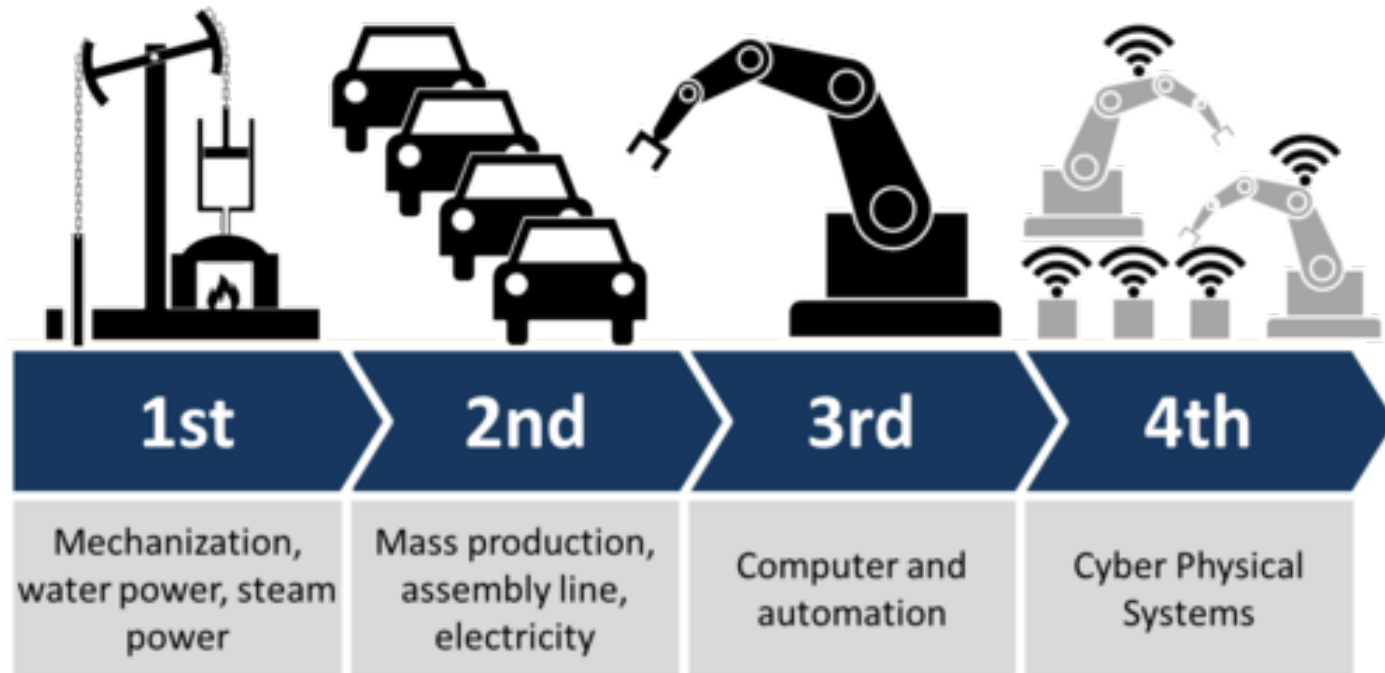 1st
2nd
3rd
4th
Mechanization,
water power, steam
power
Mass production,
assembly line,
electricity
Computer and
automation
Cyber Physical
Systems